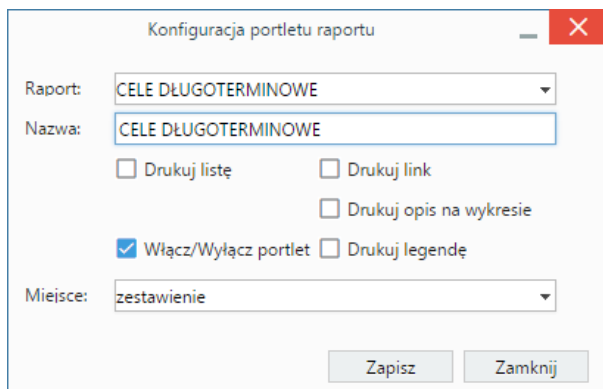 Konfiguracja portletu raportu
Raport: CELE DŁUGOTERMINOWE
Nazwa: CELE DŁUGOTERMINOWE
Drukuj listę Drukuj link
Drukuj opis na wykresie
Włącz/Wyłącz portlet Drukuj legendę
Miejsce: zestawienie
Zapisz Zamknij